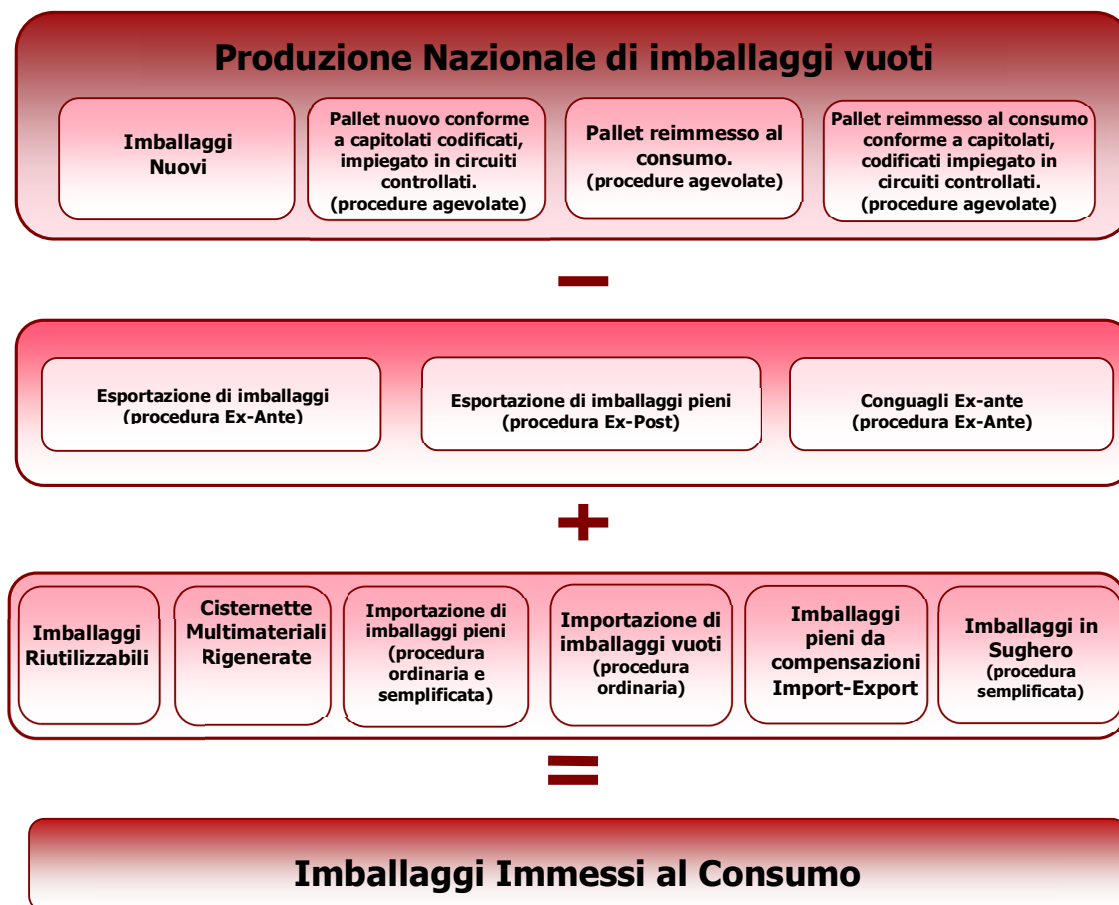 Produzione Nazionale di imballaggi vuoti
Imballaggi
Nuovi
Pallet nuovo conforme
a capitolati codificati,
impiegato in circuiti
controllati.
(procedure agevolate)
Pallet reimmesso al
consumo.
(procedure agevolate)
Pallet reimmesso al consumo
conforme a capitolati,
codificati impiegato in
circuiti controllati.
(procedure agevolate)
−
Esportazione di imballaggi
(procedura Ex-Ante)
Esportazione di imballaggi pieni
(procedura Ex-Post)
Conguagli Ex-ante
(procedura Ex-Ante)
+
Imballaggi
Riutilizzabili
Cisternette
Multimateriali
Rigenerate
Importazione di
imballaggi pieni
(procedura
ordinaria e
semplificata)
Importazione di
imballaggi vuoti
(procedura
ordinaria)
Imballaggi
pieni da
compensazioni
Import-Export
Imballaggi in
Sughero
(procedura
semplificata)
=
Imballaggi Immessi al Consumo